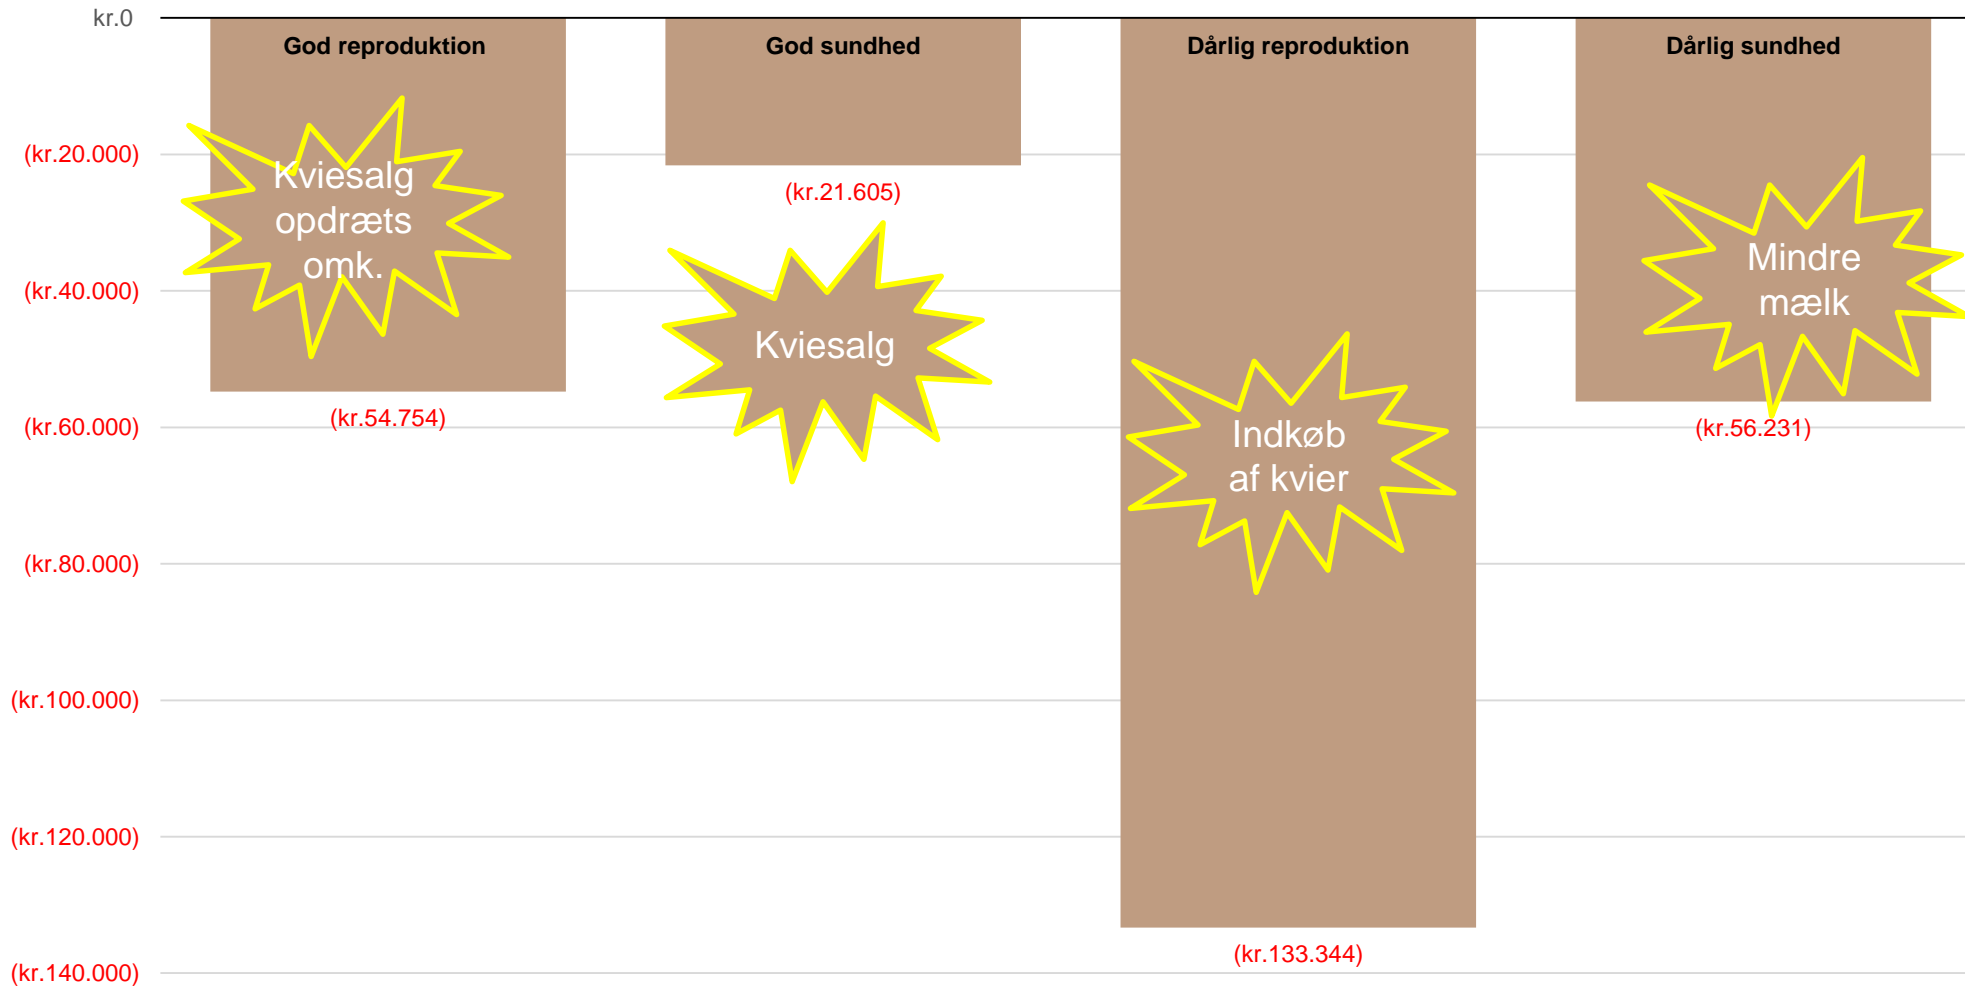 kr.0
(kr.20.000)
(kr.40.000)
(kr.60.000)
(kr.80.000)
(kr.100.000)
(kr.120.000)
(kr.140.000)
God reproduktion
Kviesalg
opdræts
omk.
(kr.54.754)
God sundhed
(kr.21.605)
Kviesalg
Dårlig reproduktion
Indkøb
af kvier
(kr.133.344)
Dårlig sundhed
Mindre
mælk
(kr.56.231)